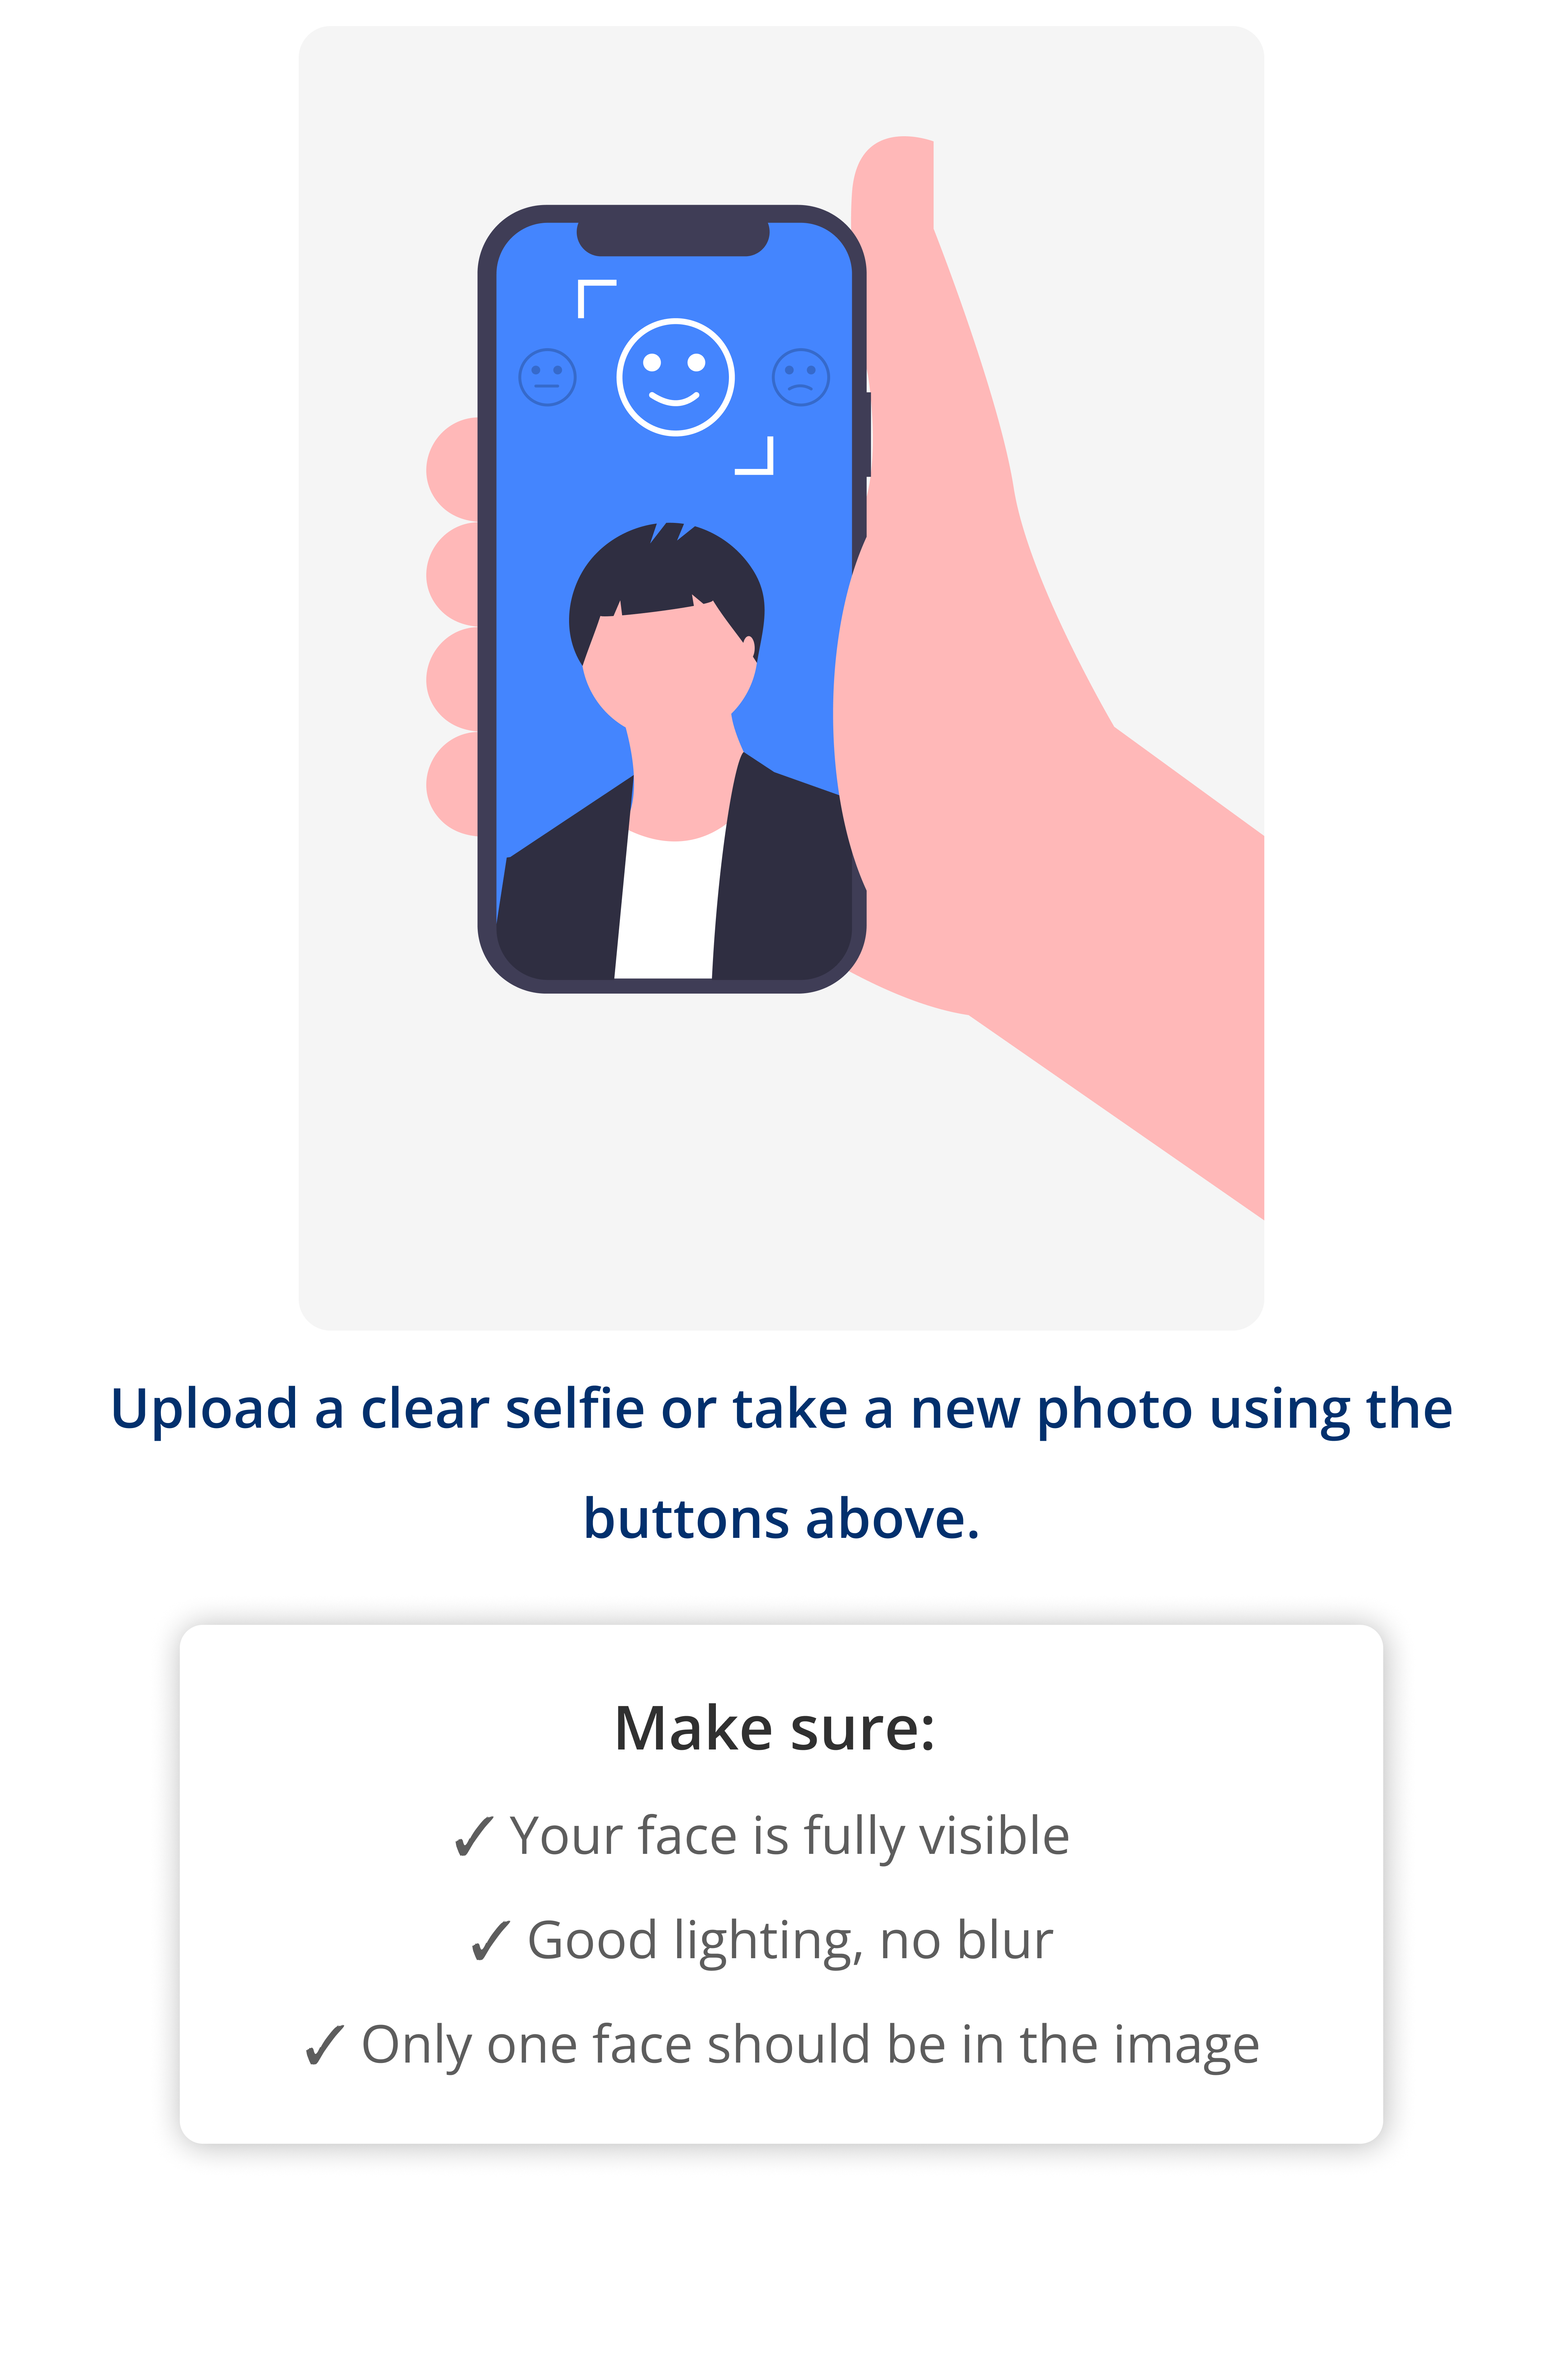 Upload a clear selfie or take a new photo using the
buttons above.
Make sure:
✓ Your face is fully visible
✓ Good lighting, no blur
✓ Only one face should be in the image